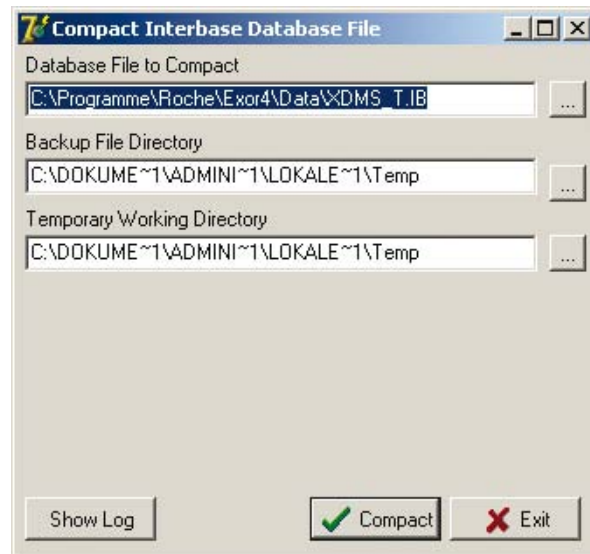 Compact Interbase Database File
Database File to Compact
C:\Programme\Roche\Exor4\Data\XDMS_T.IB
...
Backup File Directory
C:\DOKUME~1\ADMINI~1\LOKALE~1\Temp
...
Temporary Working Directory
C:\DOKUME~1\ADMINI~1\LOKALE~1\Temp
...
Show Log Compact Exit